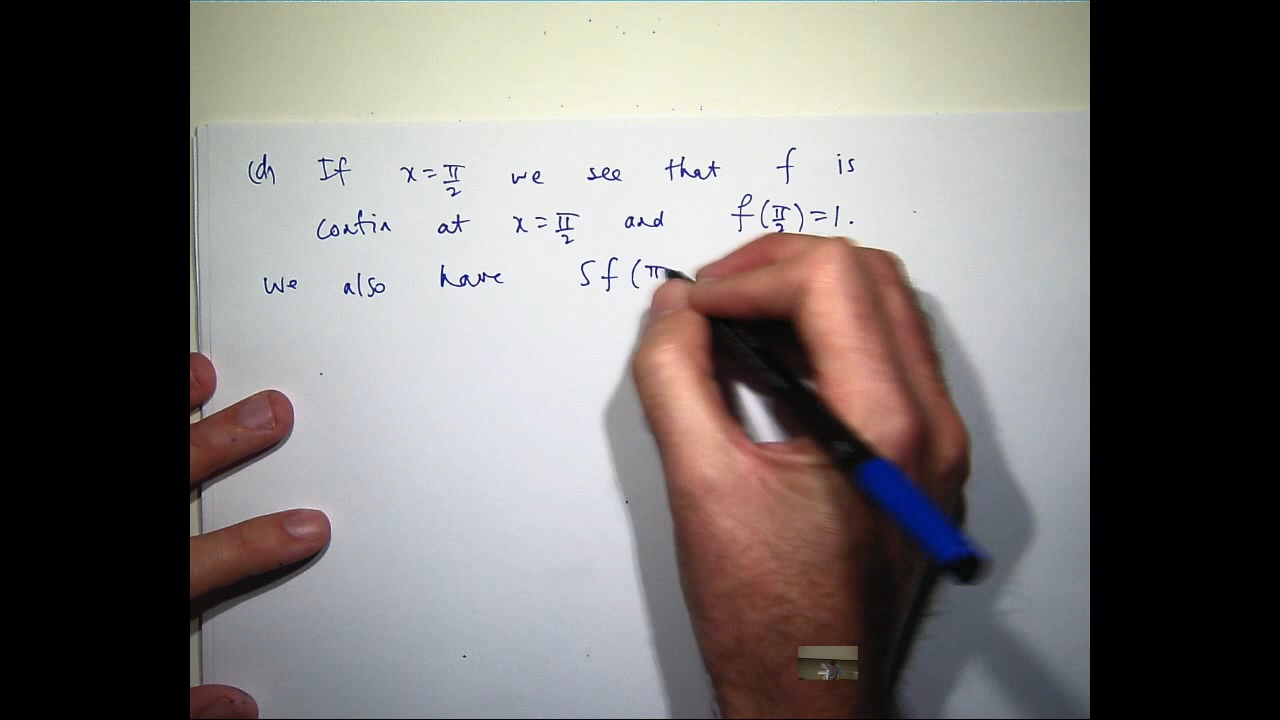 (d) If x = π/2 we see that f is
contin at x = π/2 and f(π/2) = 1.
We also have Sf(π